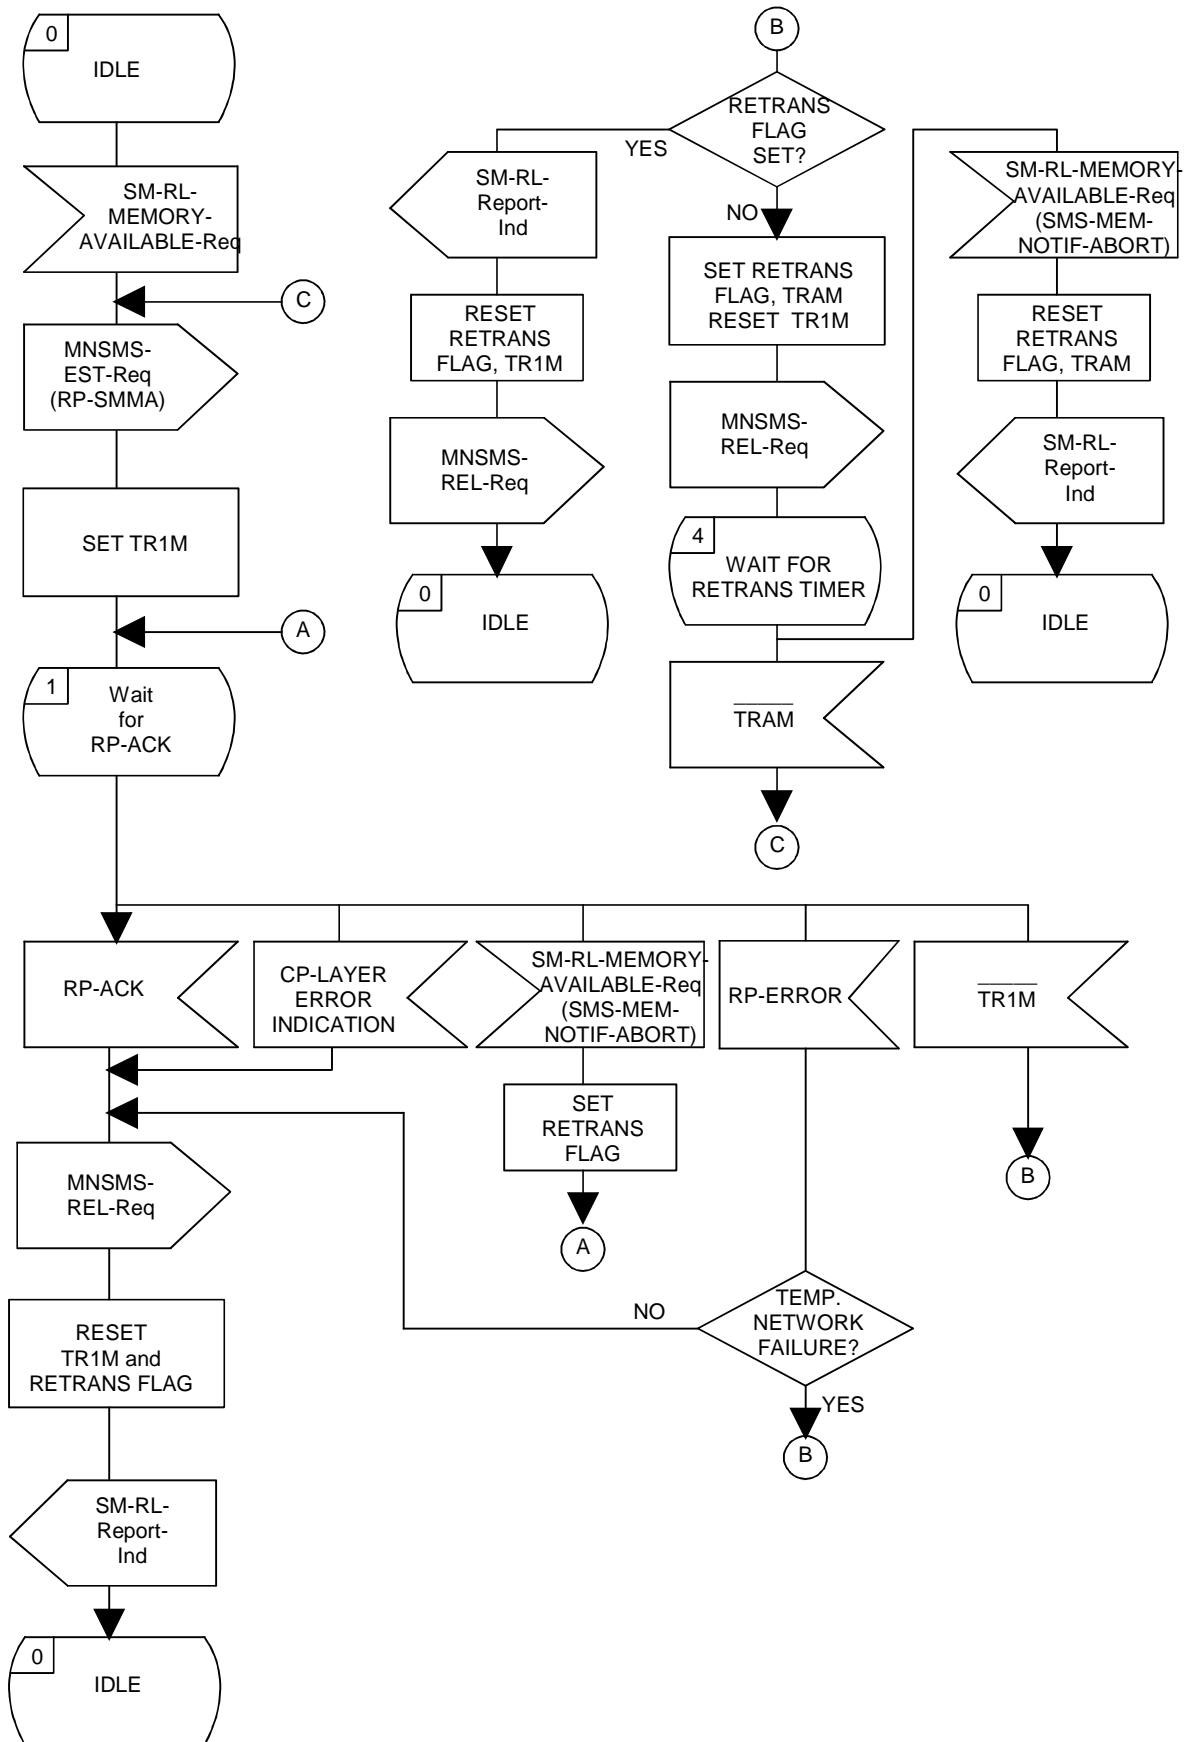 0
IDLE
SM-RL-
MEMORY-
AVAILABLE-Req
C
MNSMS-
EST-Req
(RP-SMMA)
SET TR1M
A
1
Wait
for
RP-ACK
B
RETRANS
FLAG
SET?
YES
NO
SM-RL-
Report-
Ind
RESET
RETRANS
FLAG, TR1M
MNSMS-
REL-Req
0
IDLE
SET RETRANS
FLAG, TRAM
RESET TR1M
MNSMS-
REL-Req
4
WAIT FOR
RETRANS TIMER
TRAM
C
SM-RL-MEMORY-
AVAILABLE-Req
(SMS-MEM-
NOTIF-ABORT)
RESET
RETRANS
FLAG, TRAM
SM-RL-
Report-
Ind
0
IDLE
RP-ACK
CP-LAYER
ERROR
INDICATION
SM-RL-MEMORY-
AVAILABLE-Req
(SMS-MEM-
NOTIF-ABORT)
RP-ERROR
TR1M
SET
RETRANS
FLAG
A
B
MNSMS-
REL-Req
NO
TEMP.
NETWORK
FAILURE?
YES
B
RESET
TR1M and
RETRANS FLAG
SM-RL-
Report-
Ind
0
IDLE